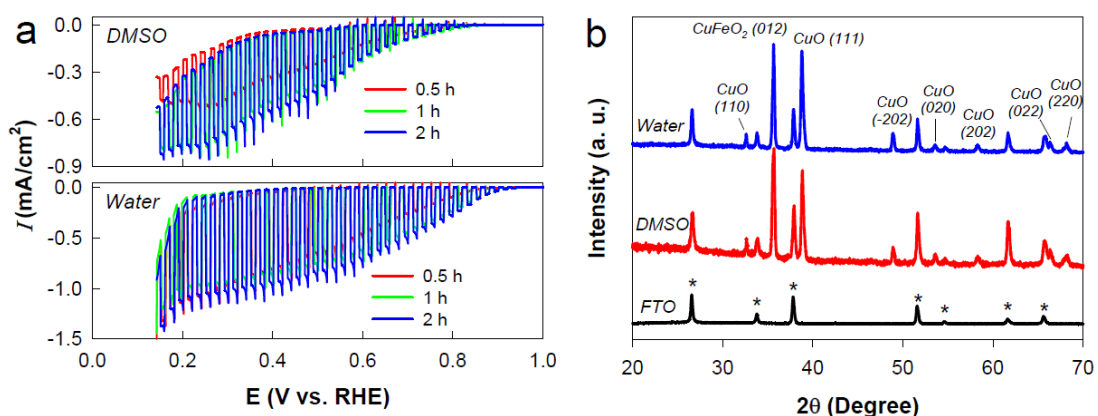 a
DMSO
0.0
-0.3
-0.6
-0.9
0.5 h
1 h
2 h
Water
0.0
-0.5
-1.0
-1.5
0.5 h
1 h
2 h
I (mA/cm²)
0.0 0.2 0.4 0.6 0.8 1.0
E (V vs. RHE)
b
CuFeO₂ (012)
CuO (111)
CuO
(110)
CuO
(-202)
CuO
(020)
CuO
(202)
CuO
(022)
CuO
(220)
Water
DMSO
FTO
* * * * * * *
Intensity (a. u.)
20 30 40 50 60 70
2θ (Degree)